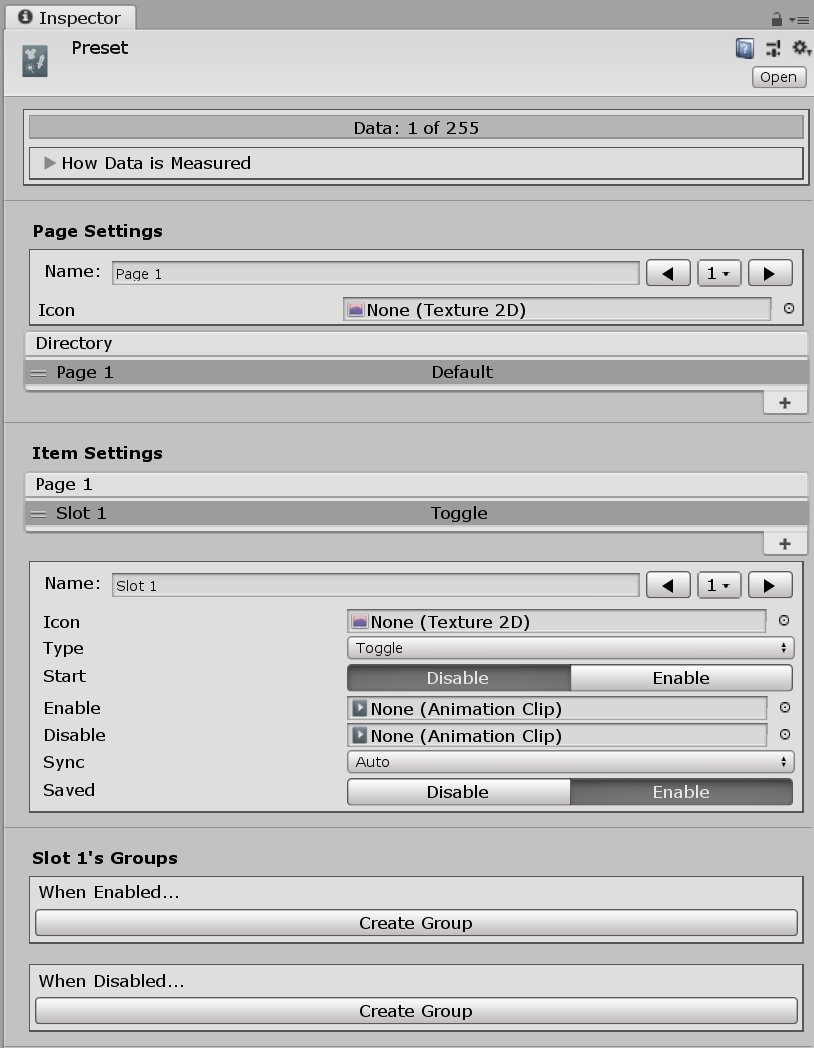 Inspector
Preset
Open
Data: 1 of 255
How Data is Measured
Page Settings
Name: Page 1 1
Icon None (Texture 2D)
Directory
Page 1 Default
+
Item Settings
Page 1
Slot 1 Toggle
+
Name: Slot 1 1
Icon None (Texture 2D)
Type Toggle
Start Disable Enable
Enable None (Animation Clip)
Disable None (Animation Clip)
Sync Auto
Saved Disable Enable
Slot 1's Groups
When Enabled...
Create Group
When Disabled...
Create Group